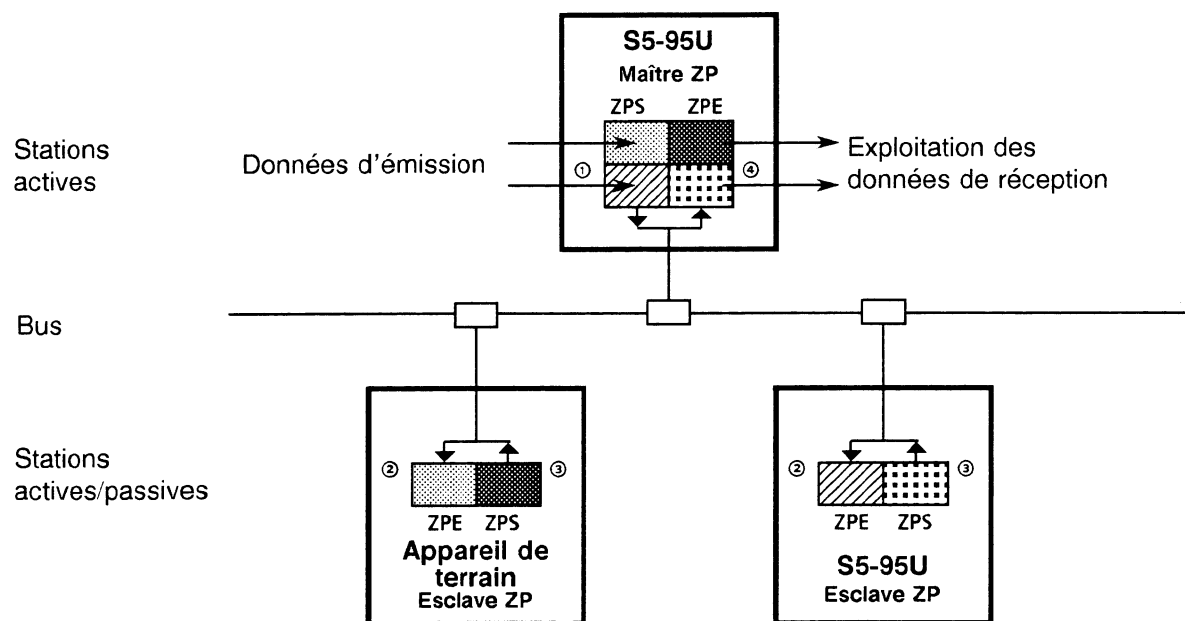 S5-95U
Maître ZP
ZPS ZPE
Stations
actives
Données d'émission
① ④
Exploitation des
données de réception
Bus
Stations
actives/passives
② ③
ZPE ZPS
Appareil de
terrain
Esclave ZP
② ③
ZPE ZPS
S5-95U
Esclave ZP